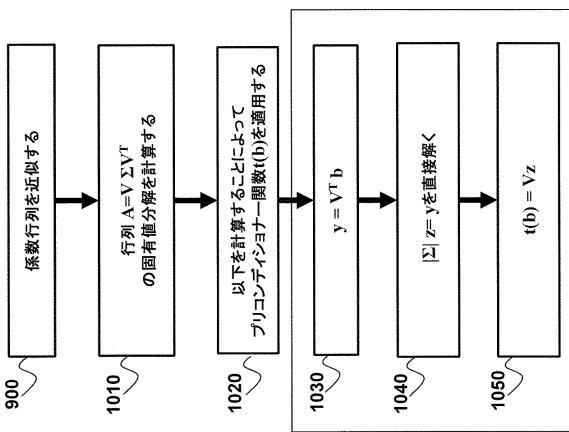 900
係数行列を近似する
1010
行列 A=V ΣVᵀ
の固有値分解を計算する
1020
以下を計算することによって
プリコンディショナー関数t(b)を適用する
1030
y = Vᵀ b
1040
|Σ| z= yを直接解く
1050
t(b) = Vz